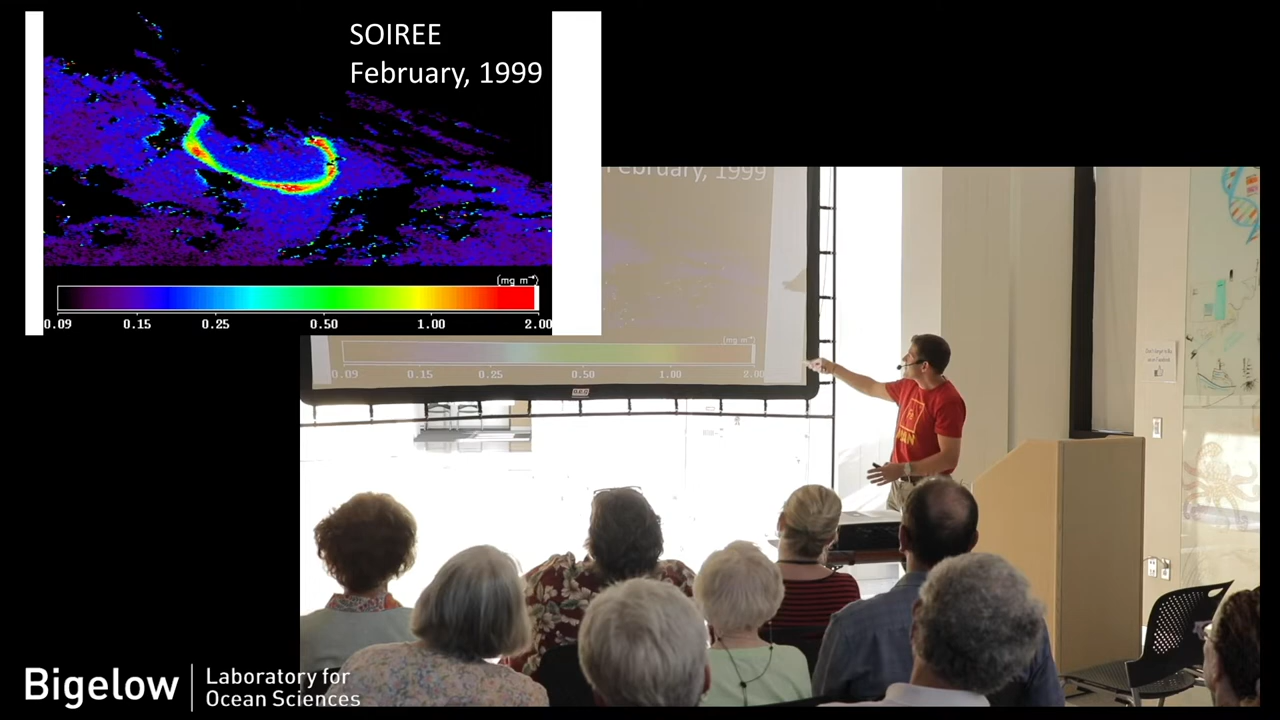 SOIREE
February, 1999
(mg m⁻³)
0.09 0.15 0.25 0.50 1.00 2.00
February, 1999
(mg m
0.09 0.15 0.25 0.50 1.00 2.00
Bigelow
Laboratory for
Ocean Sciences